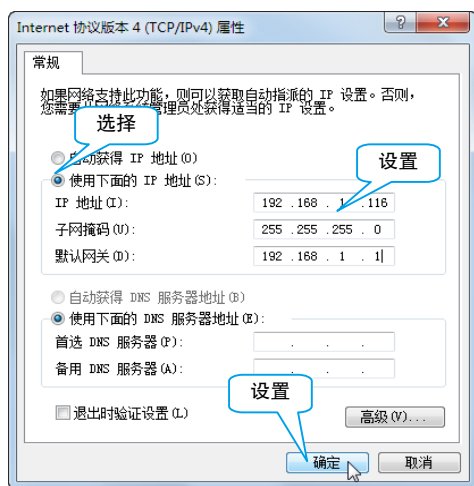 Internet 协议版本 4 (TCP/IPv4) 属性
常规
如果网络支持此功能，则可以获取自动指派的 IP 设置。否则，
您需要从网络系统管理员处获得适当的 IP 设置。
选择
自动获得 IP 地址(O)
设置
使用下面的 IP 地址(S):
IP 地址(I): 192 .168 . 1 .116
子网掩码(U): 255 .255 .255 . 0
默认网关(D): 192 .168 . 1 . 1
自动获得 DNS 服务器地址(B)
使用下面的 DNS 服务器地址(E):
首选 DNS 服务器(P): . . .
备用 DNS 服务器(A): . . .
设置
退出时验证设置(L)
高级(V)...
确定 取消